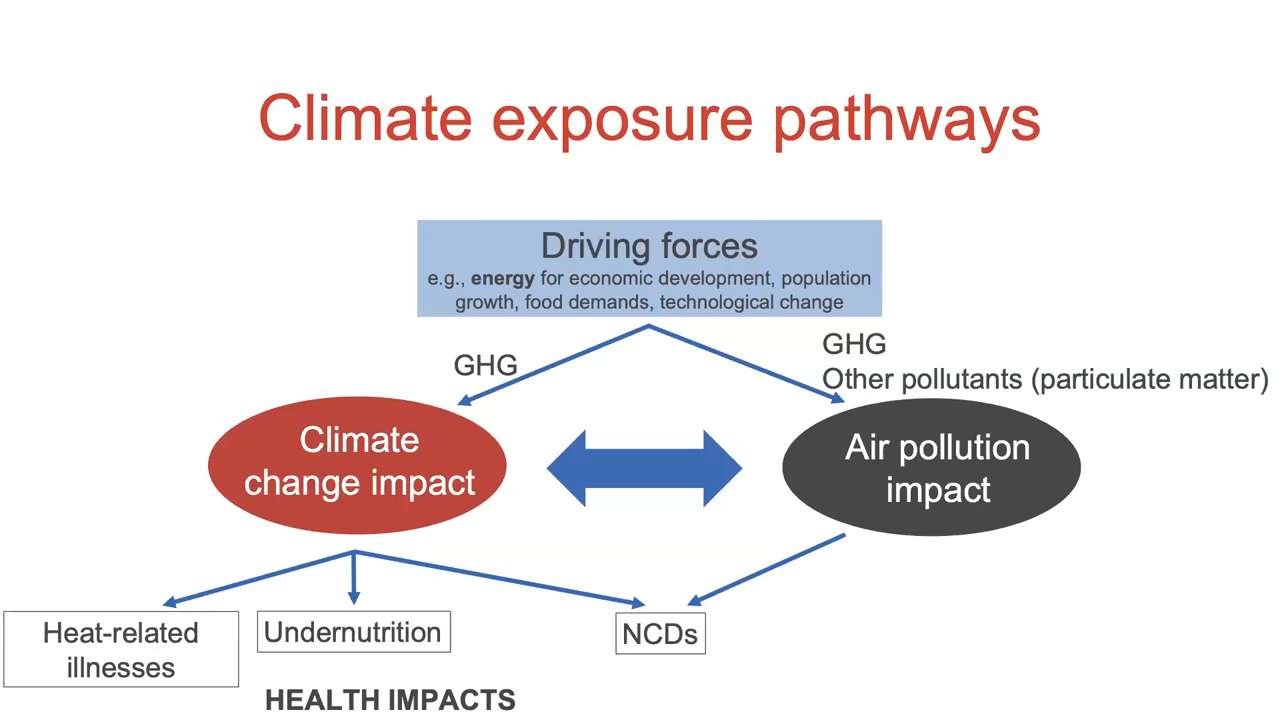 Climate exposure pathways
Driving forces
e.g., energy for economic development, population
growth, food demands, technological change
GHG
GHG
Other pollutants (particulate matter)
Climate
change impact
Air pollution
impact
Heat-related
illnesses
Undernutrition
NCDs
HEALTH IMPACTS